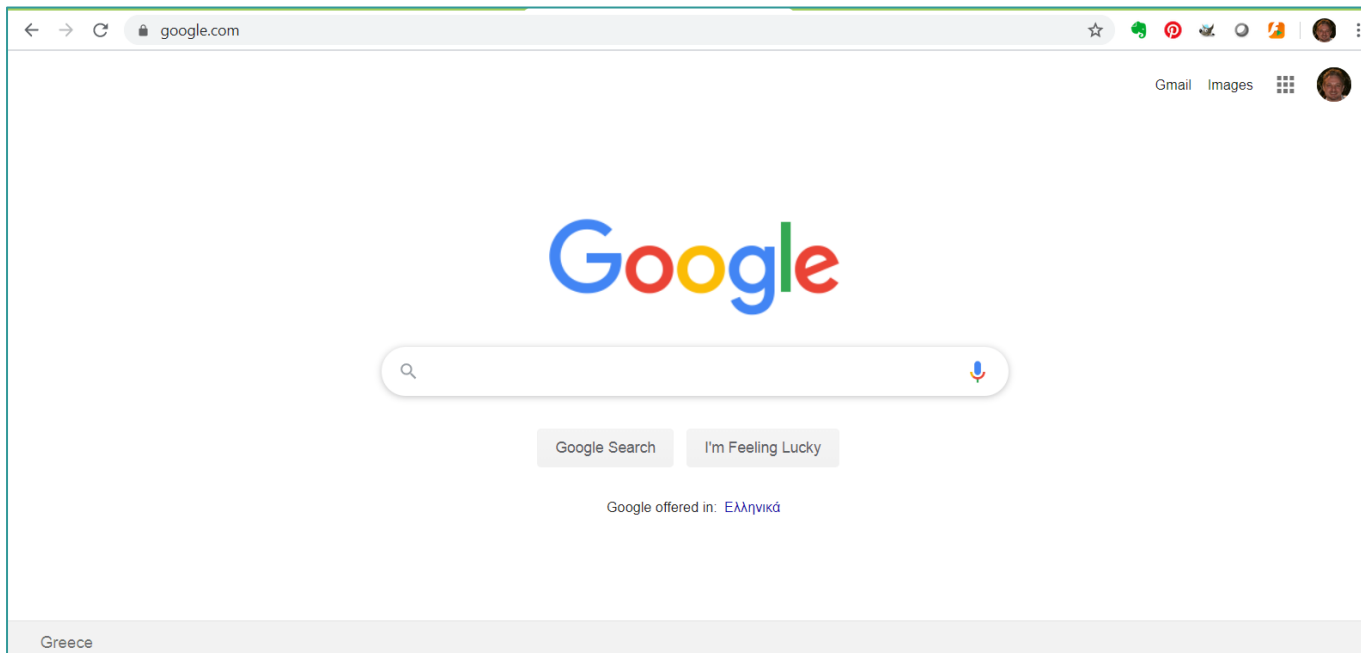 google.com
Gmail Images
Google
Google Search I'm Feeling Lucky
Google offered in: Ελληνικά
Greece